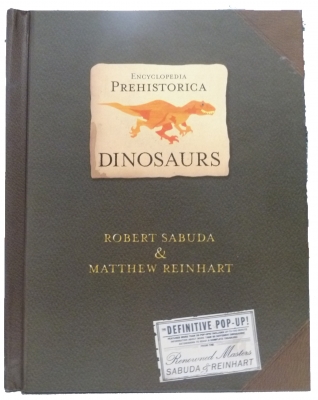 ENCYCLOPEDIA
PREHISTORICA
DINOSAURS
ROBERT SABUDA
&
MATTHEW REINHART
DEFINITIVE POP-UP!
Renowned Masters
SABUDA & REINHART